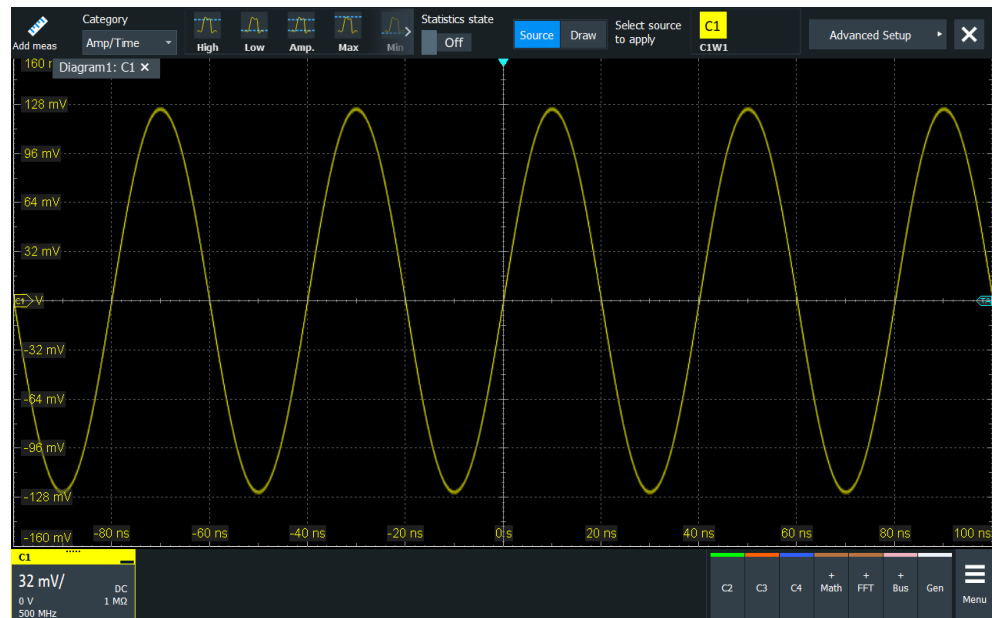 Add meas
Category
Amp/Time
High
Low
Amp.
Max
Min
Statistics state
Off
Source
Draw
Select source
to apply
C1
C1W1
Advanced Setup
Diagram1: C1
128 mV
96 mV
64 mV
32 mV
C1
V
TA
-32 mV
-64 mV
-96 mV
-128 mV
-160 mV
-80 ns
-60 ns
-40 ns
-20 ns
0 s
20 ns
40 ns
60 ns
80 ns
100 ns
C1
32 mV/
DC
0 V
1 MΩ
500 MHz
C2
C3
C4
+
Math
+
FFT
+
Bus
Gen
Menu